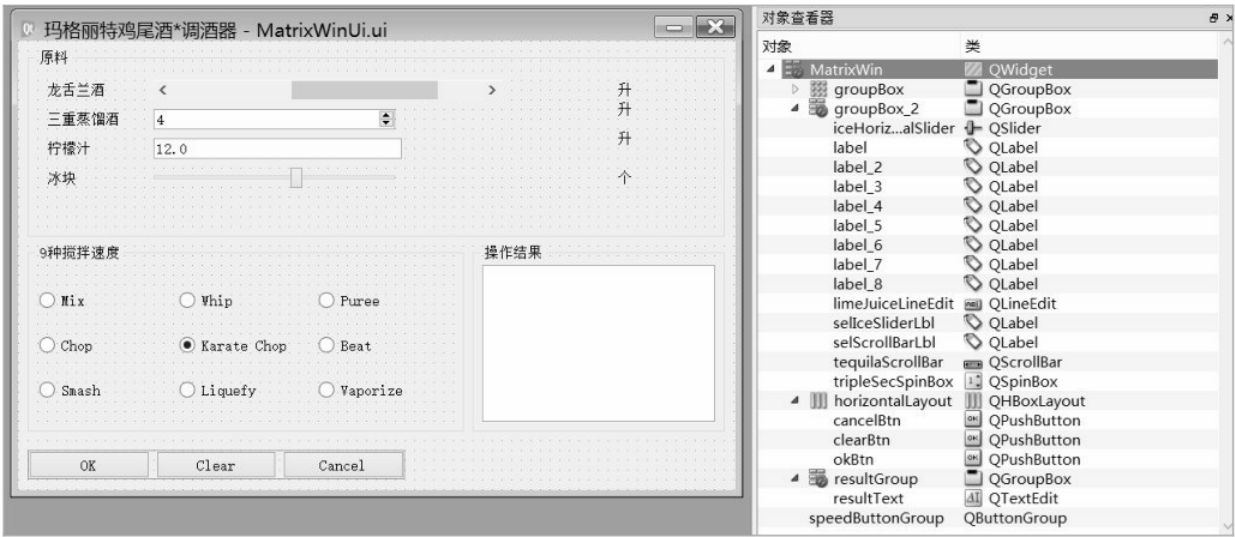 玛格丽特鸡尾酒*调酒器 - MatrixWinUi.ui
原料
龙舌兰酒 < > 升
三重蒸馏酒 4 升
柠檬汁 12.0 升
冰块 个
9种搅拌速度
Mix Whip Puree
Chop Karate Chop Beat
Smash Liquefy Vaporize
操作结果
OK Clear Cancel
对象查看器
对象 类
MatrixWin QWidget
groupBox QGroupBox
groupBox_2 QGroupBox
iceHoriz...alSlider QSlider
label QLabel
label_2 QLabel
label_3 QLabel
label_4 QLabel
label_5 QLabel
label_6 QLabel
label_7 QLabel
label_8 QLabel
limeJuiceLineEdit QLineEdit
selIceSliderLbl QLabel
selScrollBarLbl QLabel
tequilaScrollBar QScrollBar
tripleSecSpinBox QSpinBox
horizontalLayout QHBoxLayout
cancelBtn QPushButton
clearBtn QPushButton
okBtn QPushButton
resultGroup QGroupBox
resultText QTextEdit
speedButtonGroup QButtonGroup